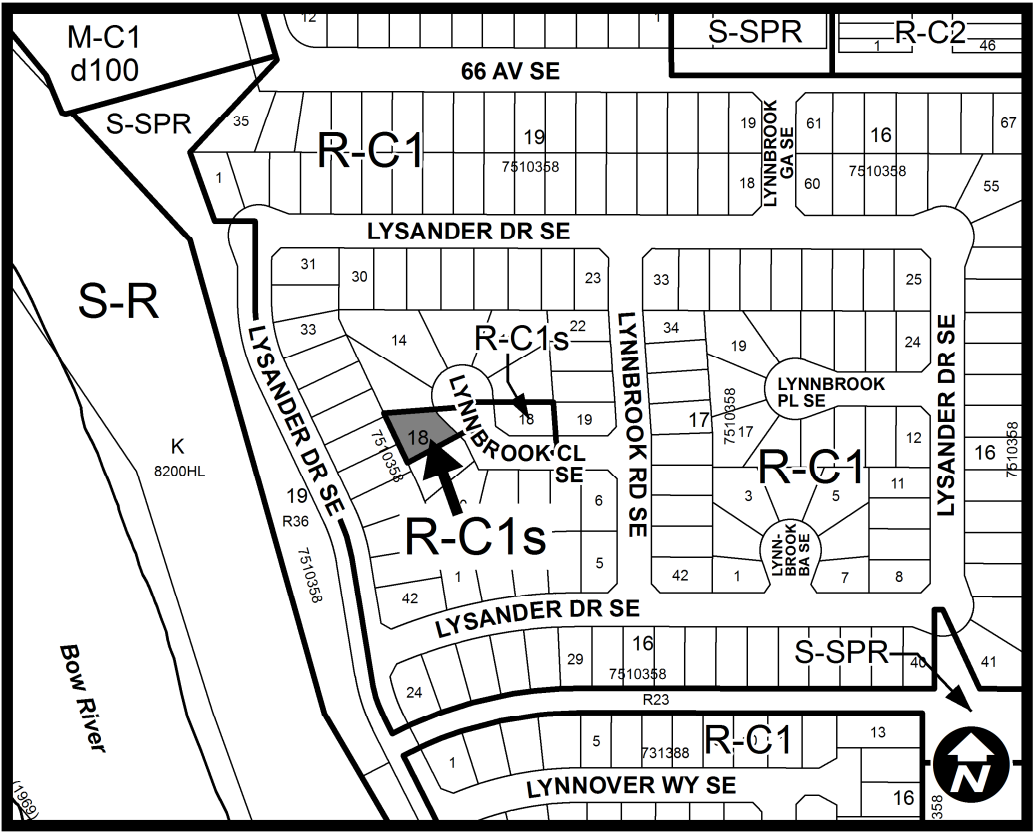 12
1
M-C1
d100
S-SPR
R-C2
1
46
66 AV SE
S-SPR
35
R-C1
19
7510358
19
18
LYNNBROOK
GA SE
61
60
16
7510358
67
55
1
LYSANDER DR SE
S-R
31
30
23
33
25
33
14
R-C1s
22
34
19
24
LYSANDER DR SE
LYNNBROOK RD SE
LYSANDER DR SE
LYNNBROOK
PL SE
18
7510358
LYNNBROOK CL
SE
18
19
17
7510358
17
12
16
7510358
K
8200HL
19
R36
7510358
R-C1
R-C1s
6
5
3
7
5
11
LYNN-
BROOK
BA SE
1
42
42
1
7
8
LYSANDER DR SE
16
29
7510358
S-SPR
40
41
24
R23
Bow River
1
5
731388
R-C1
13
LYNNOVER WY SE
16
358
N
(1969)